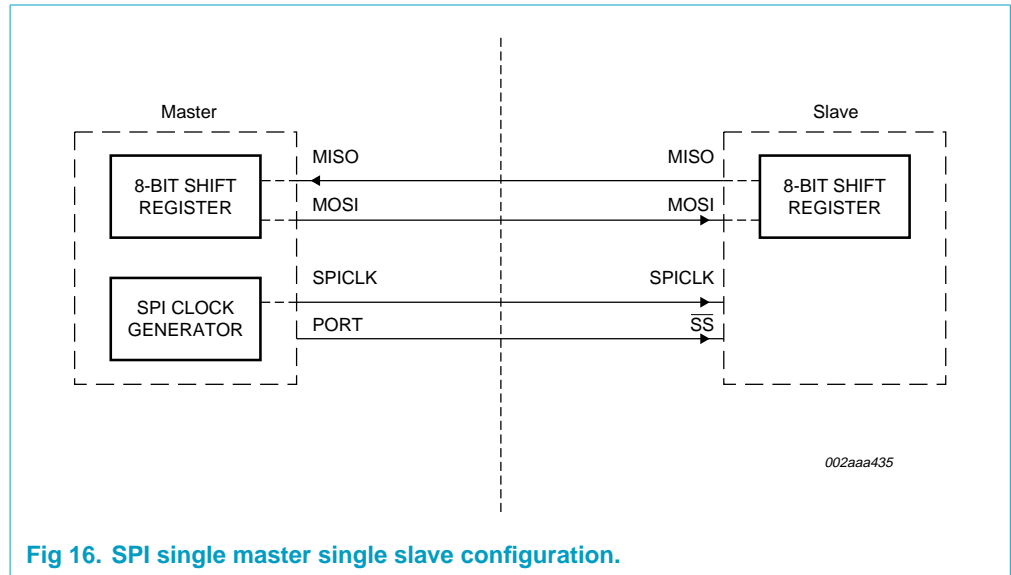 Master
Slave
8-BIT SHIFT
REGISTER
MISO
MISO
8-BIT SHIFT
REGISTER
MOSI
MOSI
SPI CLOCK
GENERATOR
SPICLK
SPICLK
PORT
S̅S̅
002aaa435
Fig 16. SPI single master single slave configuration.